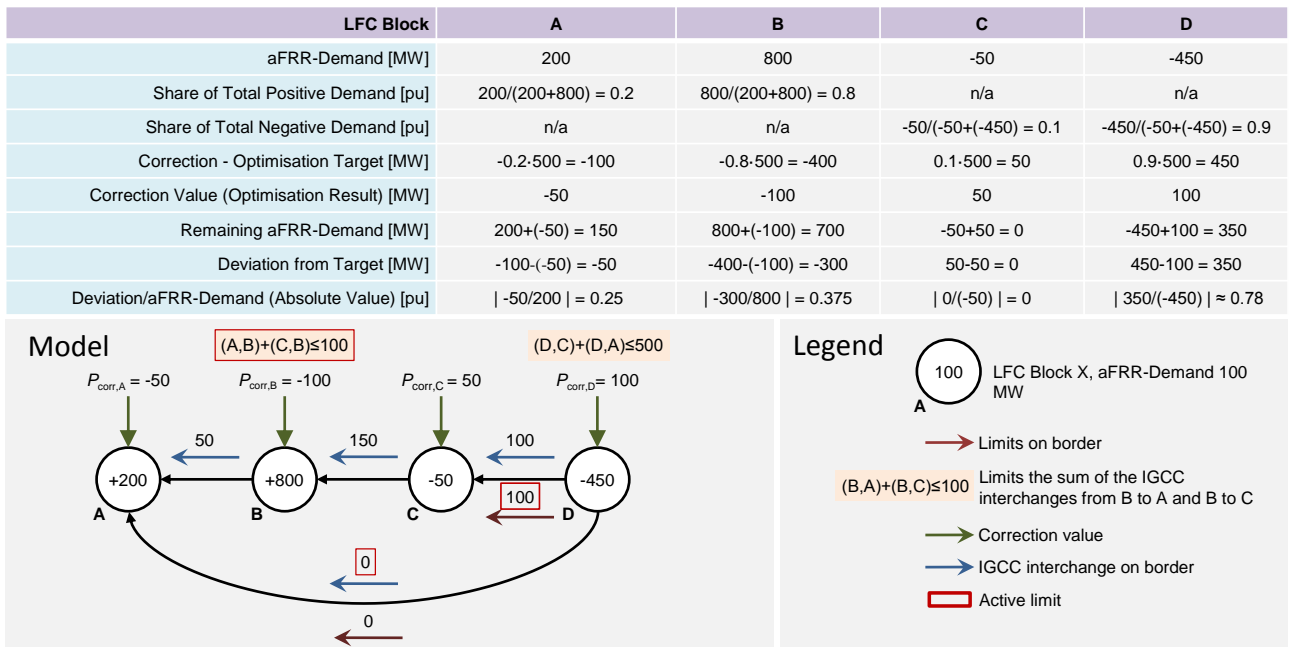 LFC Block A B C D
aFRR-Demand [MW] 200 800 -50 -450
Share of Total Positive Demand [pu] 200/(200+800) = 0.2 800/(200+800) = 0.8 n/a n/a
Share of Total Negative Demand [pu] n/a n/a -50/(-50+(-450) = 0.1 -450/(-50+(-450) = 0.9
Correction - Optimisation Target [MW] -0.2·500 = -100 -0.8·500 = -400 0.1·500 = 50 0.9·500 = 450
Correction Value (Optimisation Result) [MW] -50 -100 50 100
Remaining aFRR-Demand [MW] 200+(-50) = 150 800+(-100) = 700 -50+50 = 0 -450+100 = 350
Deviation from Target [MW] -100-(-50) = -50 -400-(-100) = -300 50-50 = 0 450-100 = 350
Deviation/aFRR-Demand (Absolute Value) [pu] | -50/200 | = 0.25 | -300/800 | = 0.375 | 0/(-50) | = 0 | 350/(-450) | ≈ 0.78
Model
(A,B)+(C,B)≤100 (D,C)+(D,A)≤500
Pcorr,A = -50 Pcorr,B = -100 Pcorr,C = 50 Pcorr,D= 100
50 150 100
+200 +800 -50 -450
100
A B C D
0
0
Legend
100
A
LFC Block X, aFRR-Demand 100
MW
Limits on border
(B,A)+(B,C)≤100
Limits the sum of the IGCC
interchanges from B to A and B to C
Correction value
IGCC interchange on border
Active limit